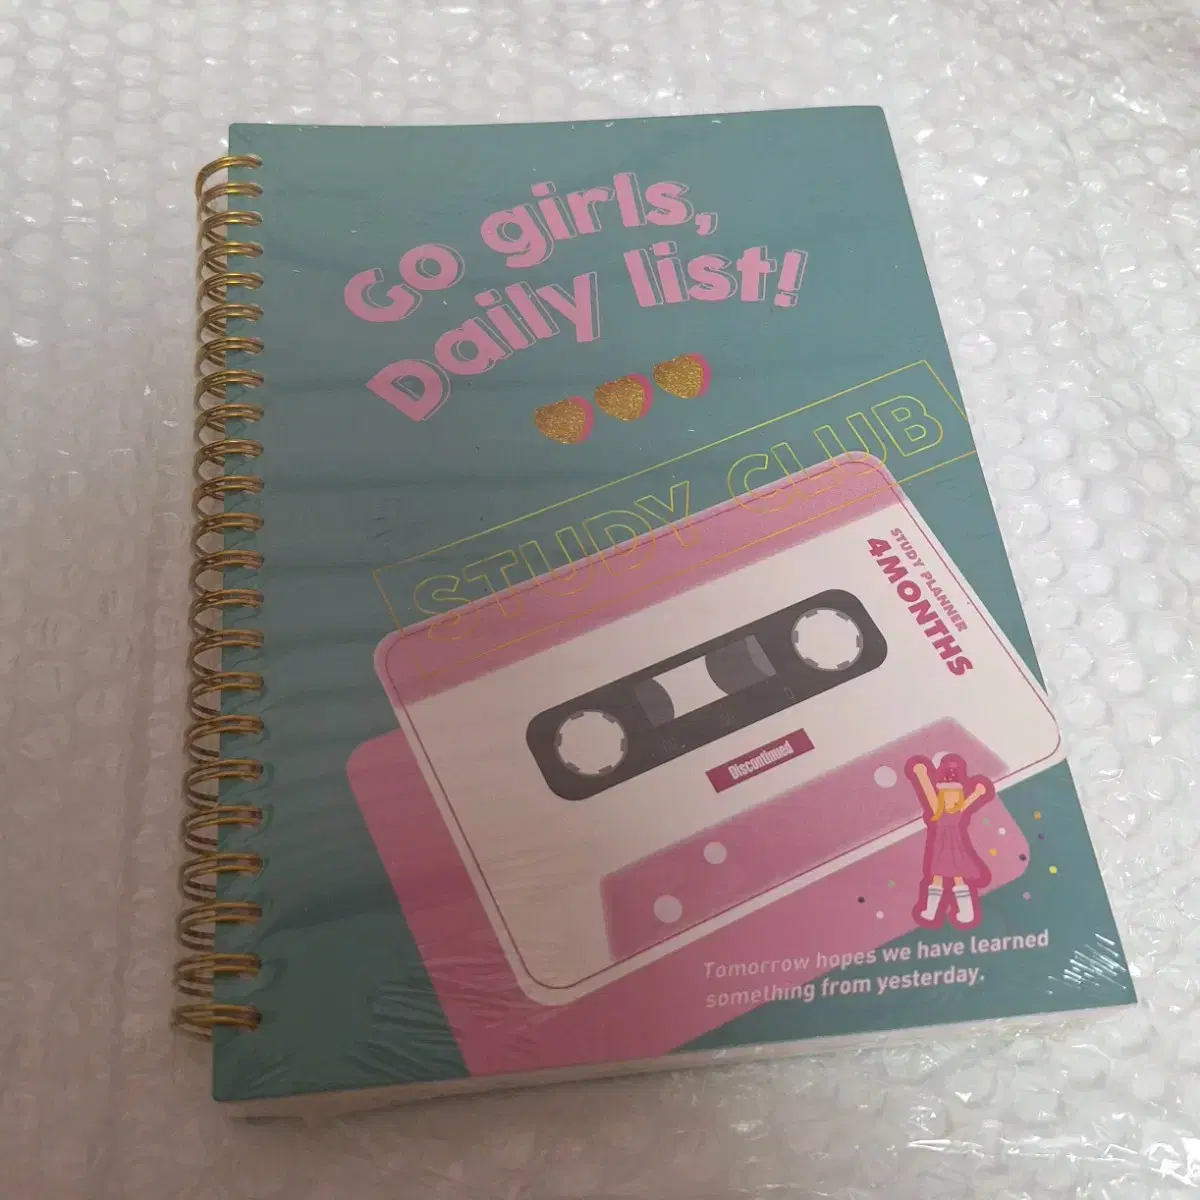 Go girls,
Daily list!
STUDY CLUB
STUDY PLANNER
4MONTHS
Discontinued
Tomorrow hopes we have learned
something from yesterday.